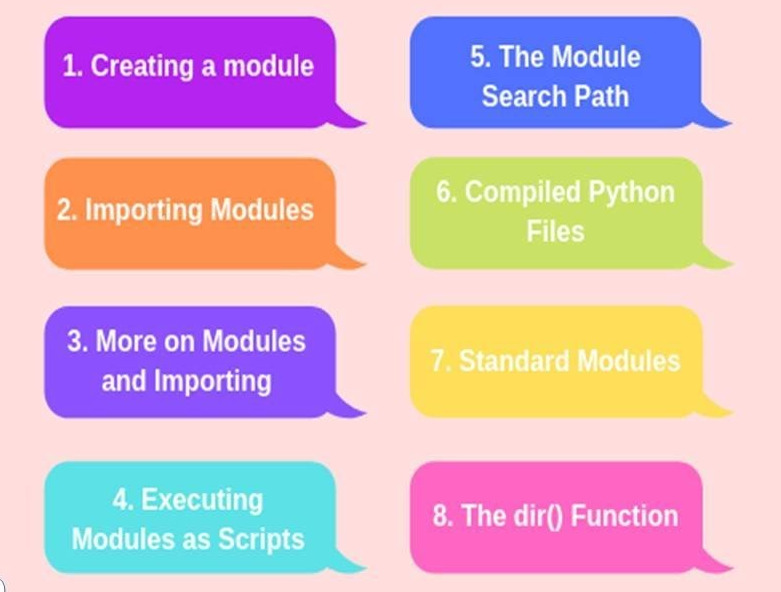 1. Creating a module
2. Importing Modules
3. More on Modules
and Importing
4. Executing
Modules as Scripts
5. The Module
Search Path
6. Compiled Python
Files
7. Standard Modules
8. The dir() Function